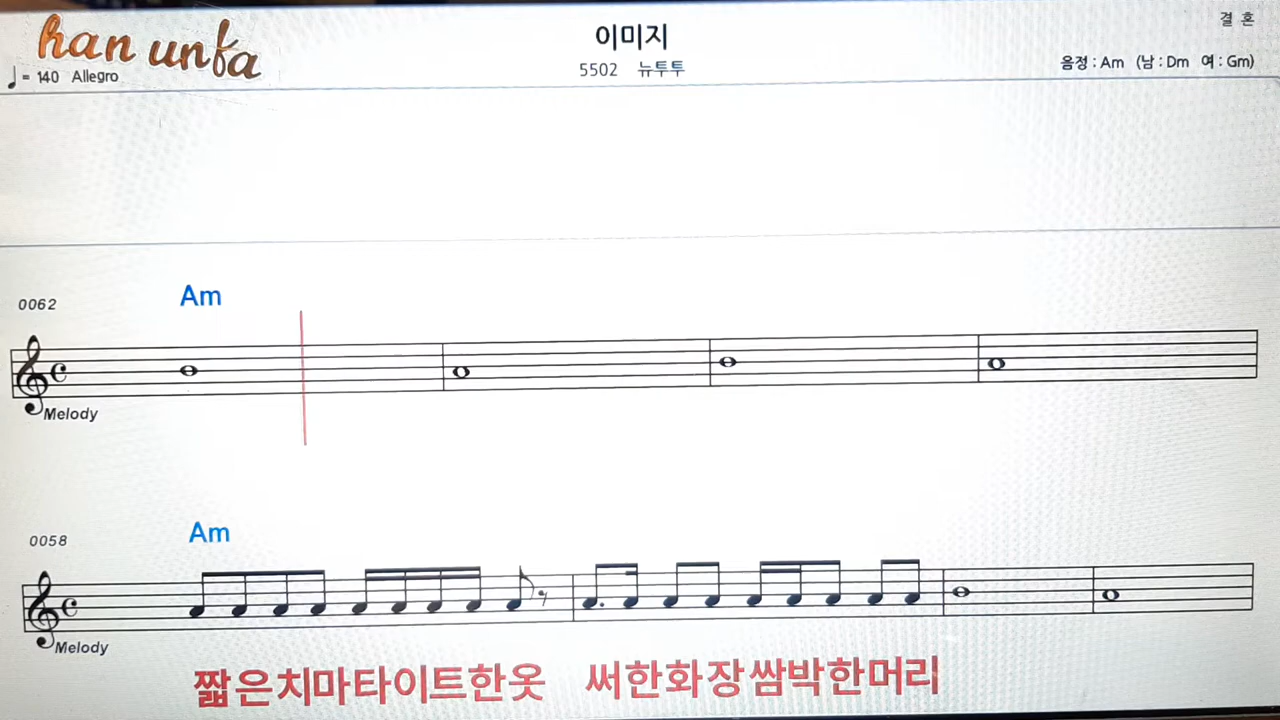 han unfa
이미지
결 혼
♩= 140 Allegro
5502 뉴투투
음정 : Am (남 : Dm 여 : Gm)
0062
Am
Melody
0058
Am
Melody
짧은치마타이트한옷 써한화장쌈박한머리